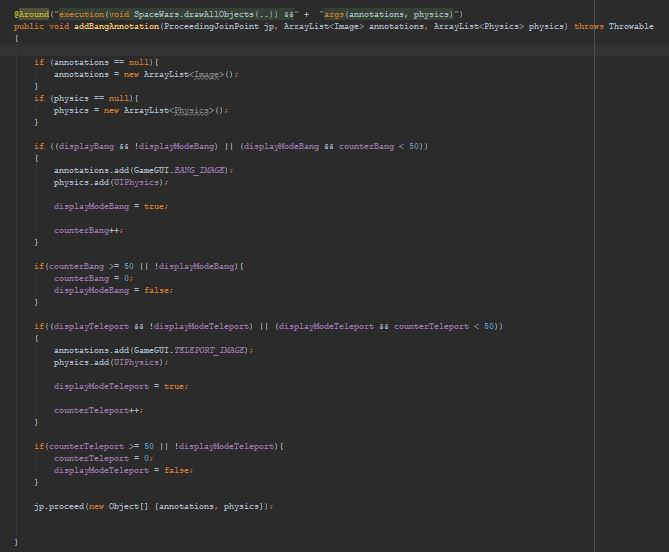 @Around("execution(void SpaceWars.drawAllObjects(..)) &&" + "args(annotations, physics)")
public void addBangAnnotation(ProceedingJoinPoint jp, ArrayList<Image> annotations, ArrayList<Physics> physics) throws Throwable
{
if (annotations == null){
annotations = new ArrayList<Image>();
}
if (physics == null){
physics = new ArrayList<Physics>();
}
if ((displayBang && !displayModeBang) || (displayModeBang && counterBang < 50))
{
annotations.add(GameGUI.BANG_IMAGE);
physics.add(UIPhysics);
displayModeBang = true;
counterBang++;
}
if(counterBang >= 50 || !displayModeBang){
counterBang = 0;
displayModeBang = false;
}
if((displayTeleport && !displayModeTeleport) || (displayModeTeleport && counterTeleport < 50))
{
annotations.add(GameGUI.TELEPORT_IMAGE);
physics.add(UIPhysics);
displayModeTeleport = true;
counterTeleport++;
}
if(counterTeleport >= 50 || !displayModeTeleport){
counterTeleport = 0;
displayModeTeleport = false;
}
jp.proceed(new Object[] {annotations, physics});
}